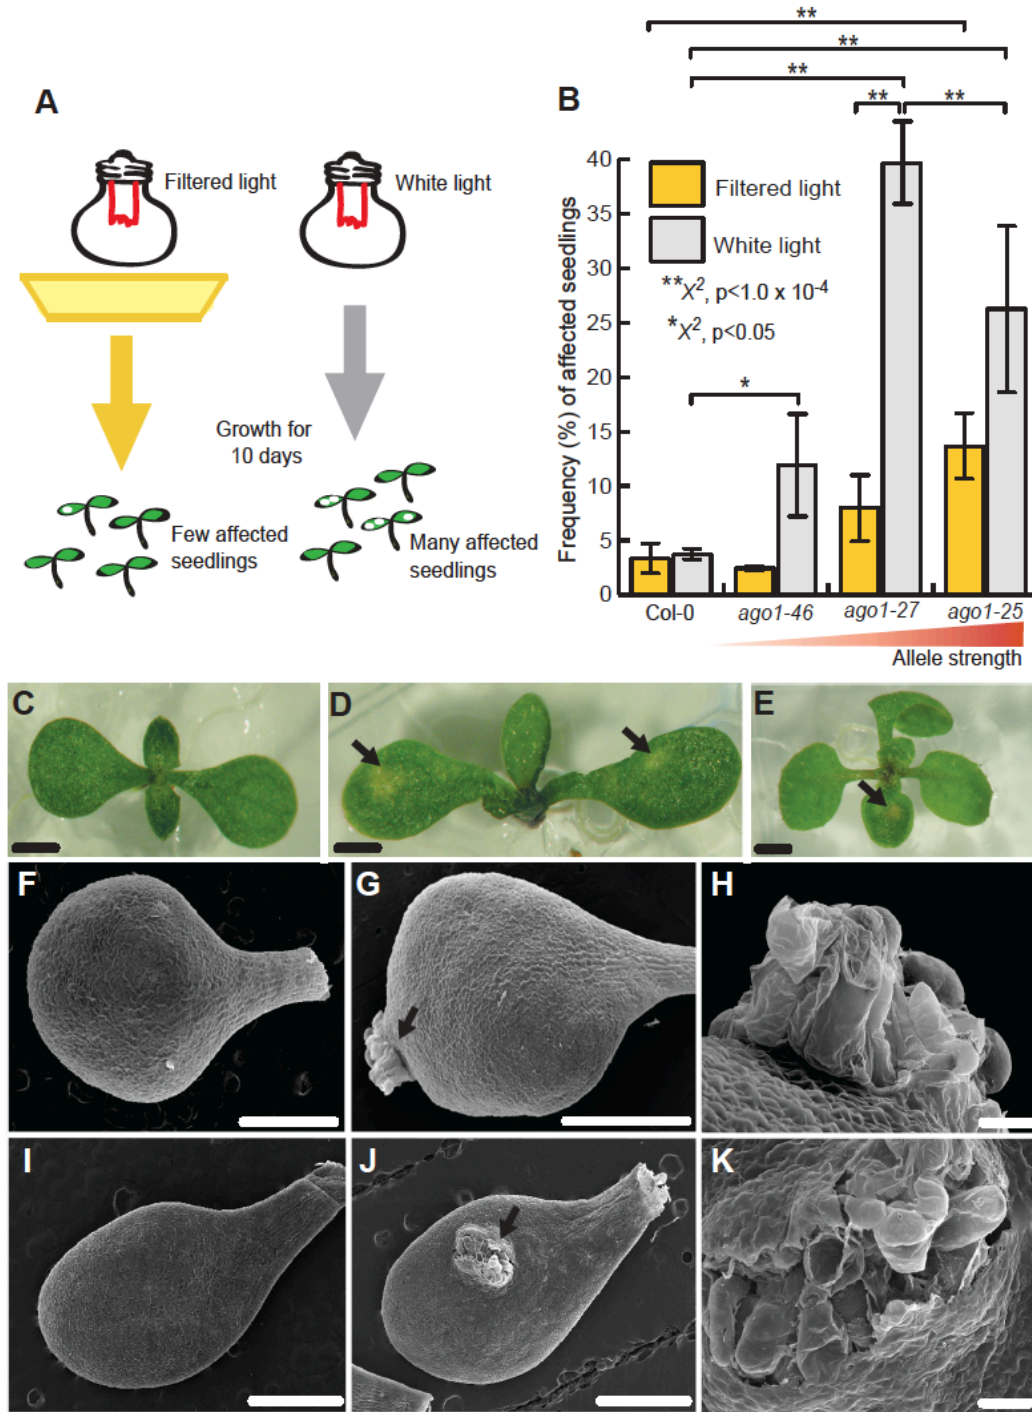 A
Filtered light
White light
Growth for
10 days
Few affected
seedlings
Many affected
seedlings
B
**
**
**
**
**
Frequency (%) of affected seedlings
40
35
30
25
20
15
10
5
0
Filtered light
White light
**X², p<1.0 x 10⁻⁴
*X², p<0.05
*
Col-0
ago1-46
ago1-27
ago1-25
Allele strength
C
D
E
F
G
H
I
J
K